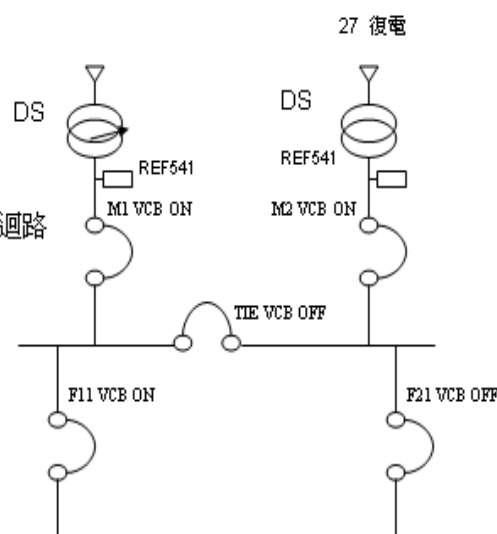 27 復電
DS
DS
REF541
REF541
M1 VCB ON
M2 VCB ON
迴路
TIE VCB OFF
F11 VCB ON
F21 VCB OFF